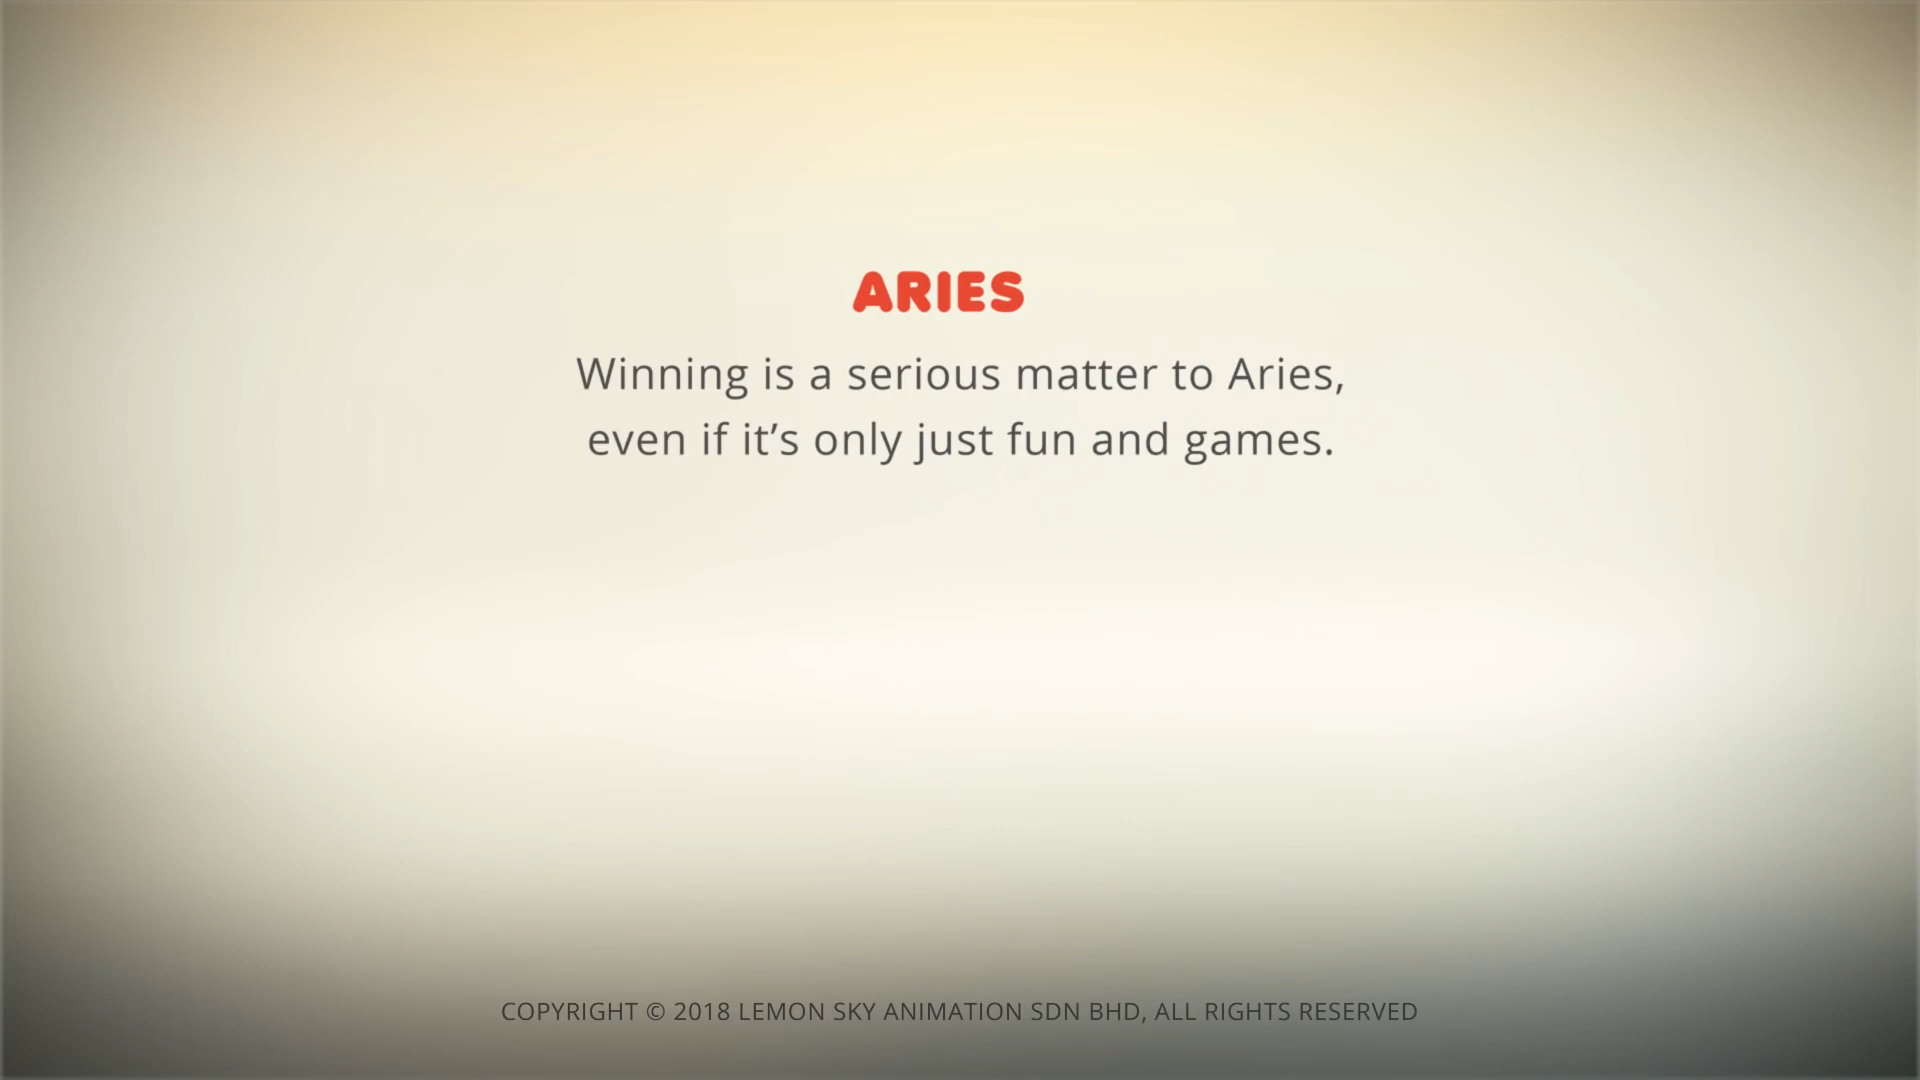 ARIES
Winning is a serious matter to Aries,
even if it’s only just fun and games.
COPYRIGHT © 2018 LEMON SKY ANIMATION SDN BHD, ALL RIGHTS RESERVED